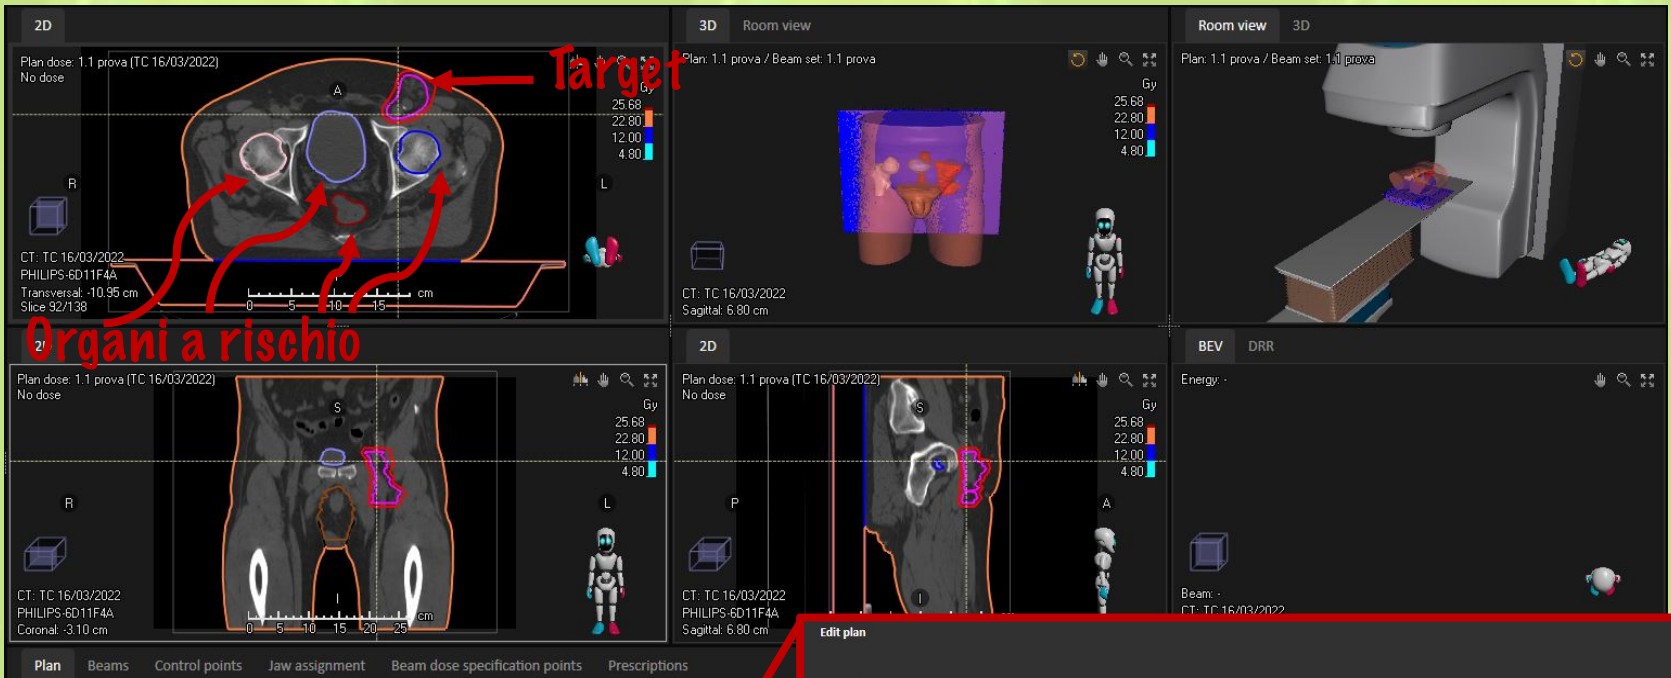 2D
Plan dose: 1.1 prova (TC 16/03/2022)
No dose
Target
A
R
L
Gy
25.68
22.80
12.00
4.80
CT: TC 16/03/2022
PHILIPS-6D11F4A
Transversal: -10.95 cm
Slice 92/138
0 5 10 15 cm
Organi a rischio
3D Room view
Plan: 1.1 prova / Beam set: 1.1 prova
Gy
25.68
22.80
12.00
4.80
CT: TC 16/03/2022
Sagittal: 6.80 cm
Room view 3D
Plan: 1.1 prova / Beam set: 1.1 prova
2D
Plan dose: 1.1 prova (TC 16/03/2022)
No dose
S
R
L
I
Gy
25.68
22.80
12.00
4.80
CT: TC 16/03/2022
PHILIPS-6D11F4A
Coronal: -3.10 cm
0 5 10 15 20 25 cm
2D
Plan dose: 1.1 prova (TC 16/03/2022)
No dose
S
P
A
I
Gy
25.68
22.80
12.00
4.80
CT: TC 16/03/2022
PHILIPS-6D11F4A
Sagittal: 6.80 cm
cm
BEV DRR
Energy: -
Beam: -
CT: TC 16/03/2022
Edit plan
Plan Beams Control points Jaw assignment Beam dose specification points Prescriptions